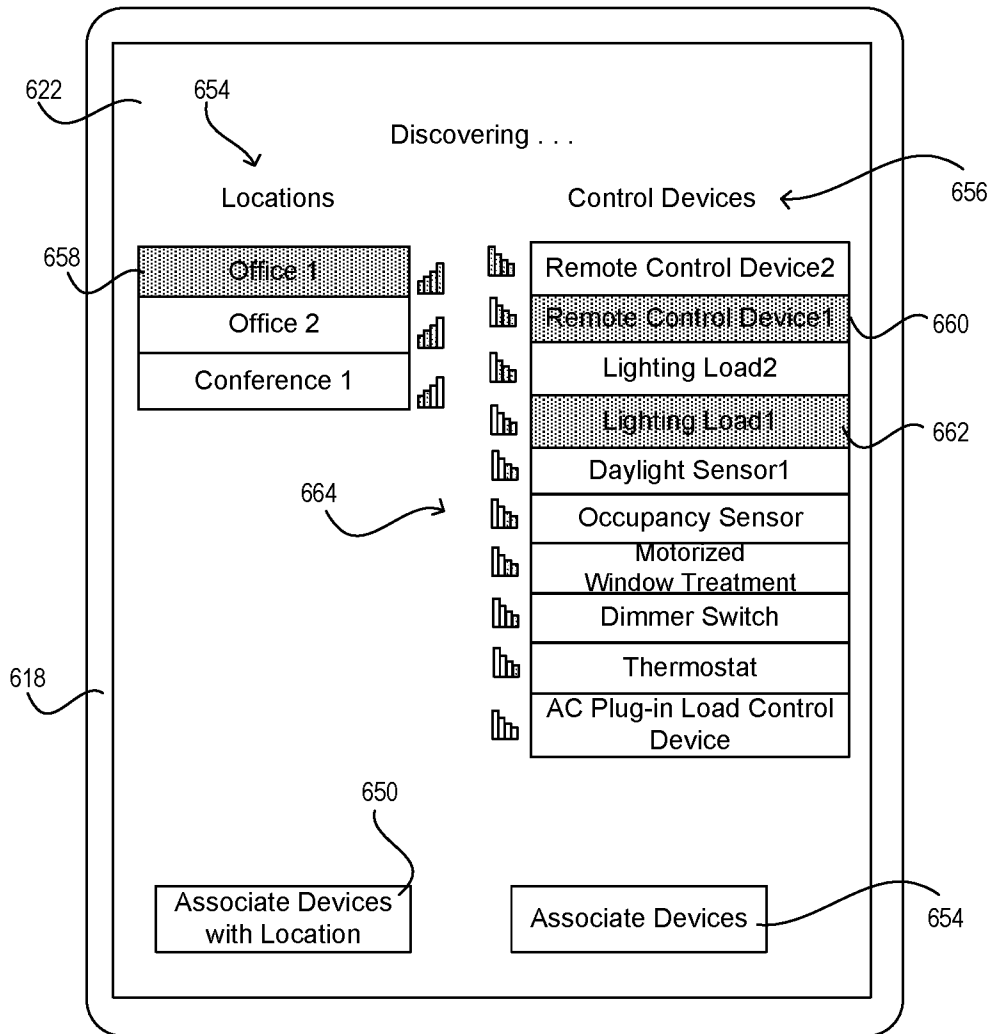 622
654
Discovering . . .
Locations
Control Devices
656
658
Office 1
Remote Control Device2
Office 2
Remote Control Device1
660
Conference 1
Lighting Load2
Lighting Load1
662
Daylight Sensor1
664
Occupancy Sensor
Motorized
Window Treatment
Dimmer Switch
618
Thermostat
AC Plug-in Load Control
Device
650
Associate Devices
with Location
Associate Devices
654